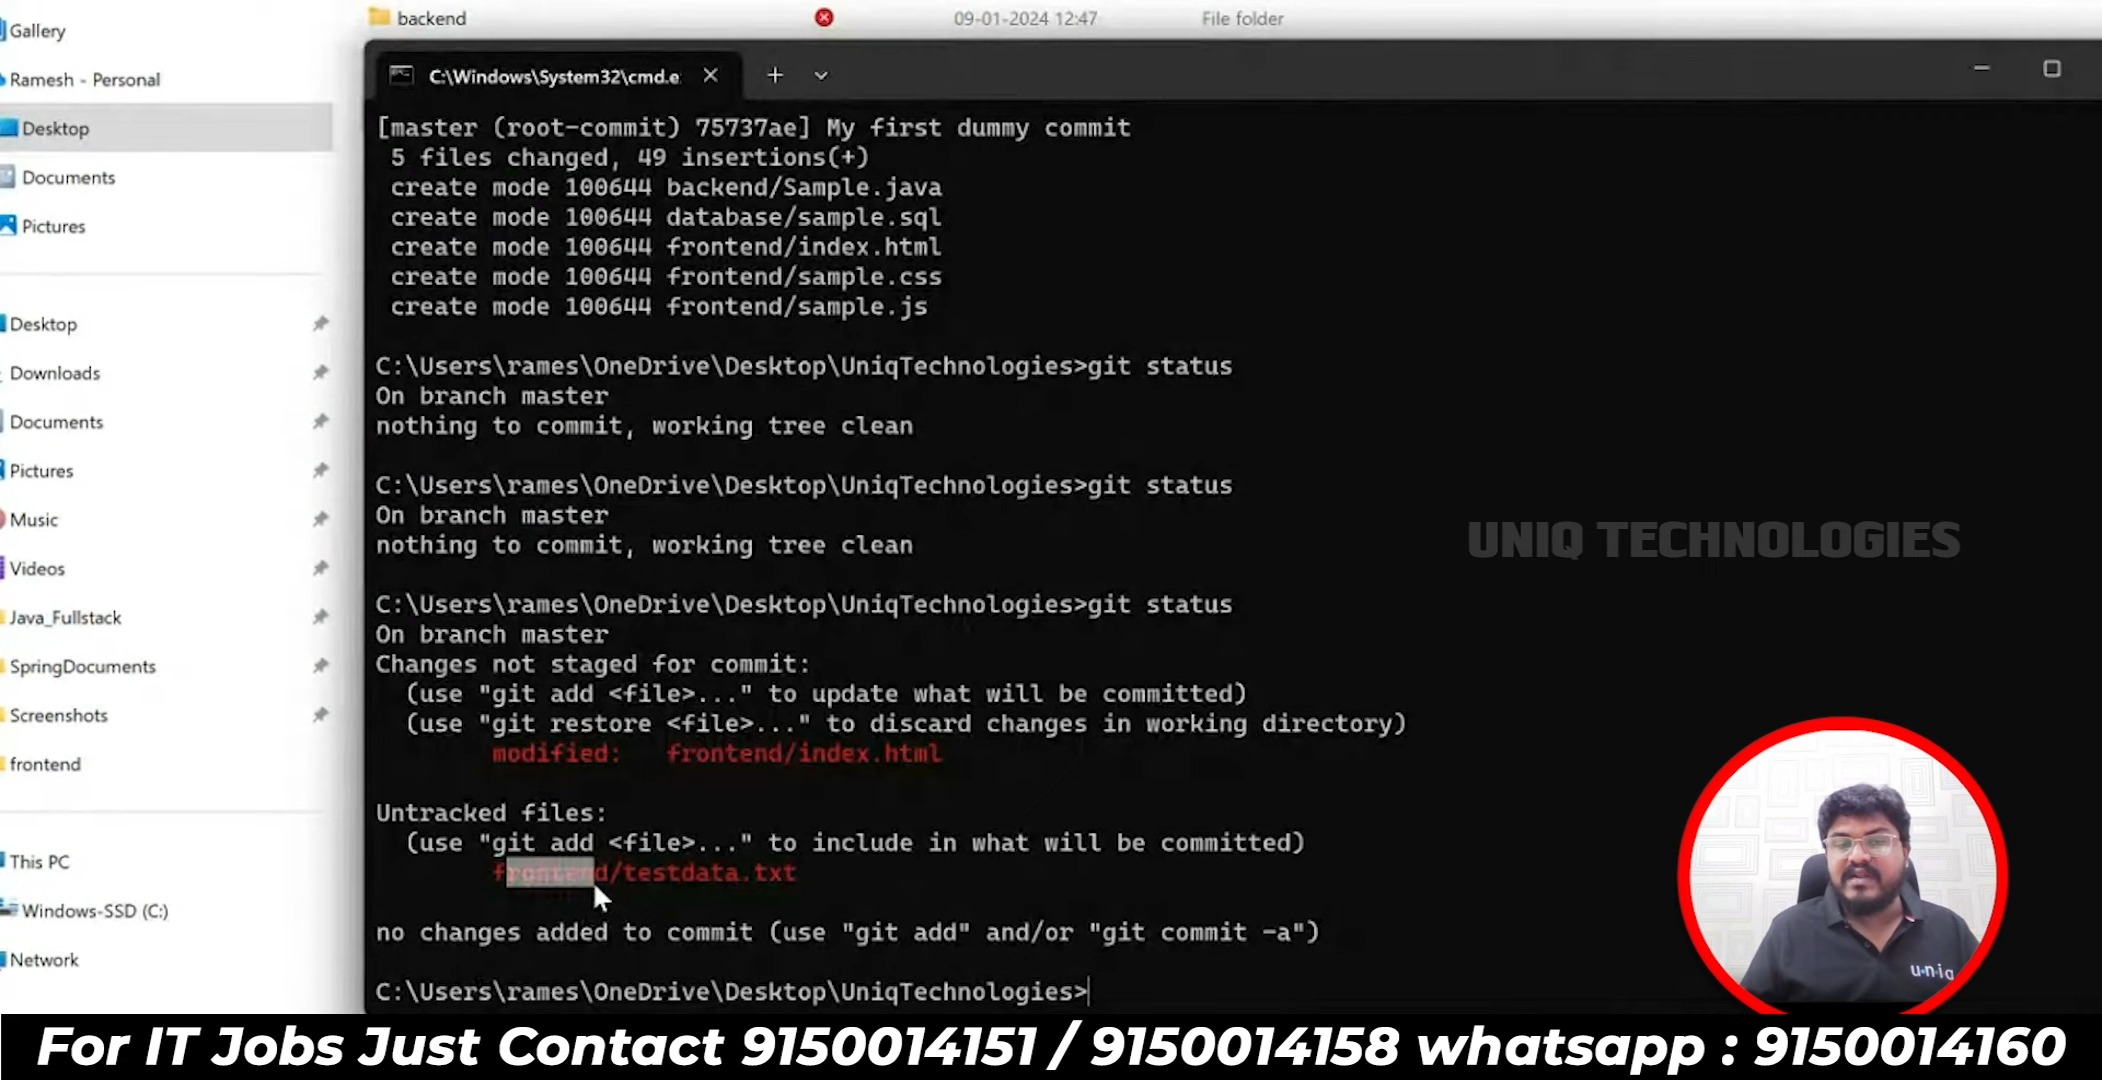 Gallery
Ramesh - Personal
Desktop
Documents
Pictures
Desktop
Downloads
Documents
Pictures
Music
Videos
Java_Fullstack
SpringDocuments
Screenshots
frontend
This PC
Windows-SSD (C:)
Network
backend 09-01-2024 12:47 File folder
C:\Windows\System32\cmd.e
[master (root-commit) 75737ae] My first dummy commit
5 files changed, 49 insertions(+)
create mode 100644 backend/Sample.java
create mode 100644 database/sample.sql
create mode 100644 frontend/index.html
create mode 100644 frontend/sample.css
create mode 100644 frontend/sample.js
C:\Users\rames\OneDrive\Desktop\UniqTechnologies>git status
On branch master
nothing to commit, working tree clean
C:\Users\rames\OneDrive\Desktop\UniqTechnologies>git status
On branch master
nothing to commit, working tree clean
C:\Users\rames\OneDrive\Desktop\UniqTechnologies>git status
On branch master
Changes not staged for commit:
(use "git add <file>..." to update what will be committed)
(use "git restore <file>..." to discard changes in working directory)
modified: frontend/index.html
Untracked files:
(use "git add <file>..." to include in what will be committed)
frontend/testdata.txt
no changes added to commit (use "git add" and/or "git commit -a")
C:\Users\rames\OneDrive\Desktop\UniqTechnologies>
UNIQ TECHNOLOGIES
u·n·iq
For IT Jobs Just Contact 9150014151 / 9150014158 whatsapp : 9150014160